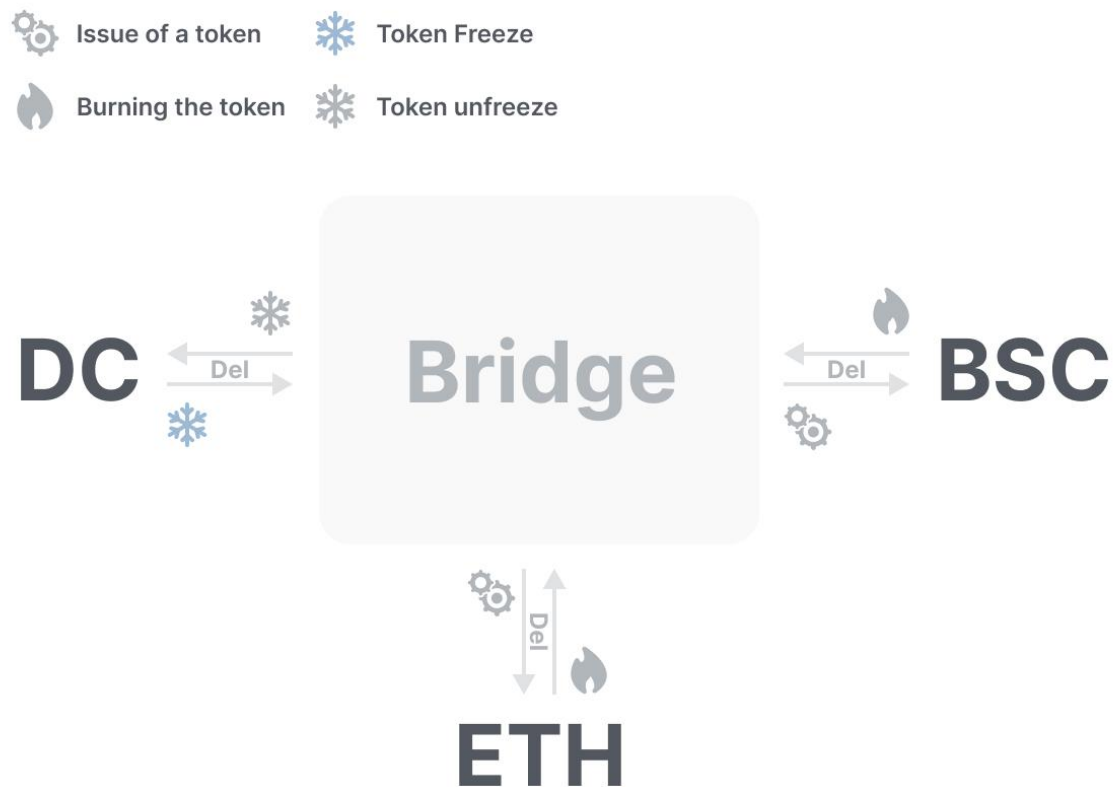 Issue of a token
Token Freeze
Burning the token
Token unfreeze
DC
Del
Bridge
Del
BSC
Del
ETH